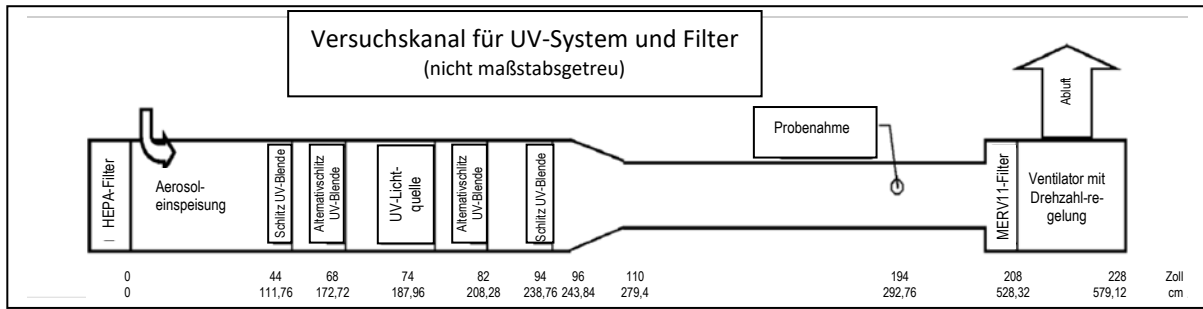 Versuchskanal für UV-System und Filter
(nicht maßstabsgetreu)
Abluft
Probenahme
HEPA-Filter
Aerosol-
einspeisung
Schlitz UV-Blende
Alternativschlitz
UV-Blende
UV-Licht-
quelle
Alternativschlitz
UV-Blende
Schlitz UV-Blende
MERV11-Filter
Ventilator mit
Drehzahl-re-
gelung
0 44 68 74 82 94 96 110 194 208 228 Zoll
0 111,76 172,72 187,96 208,28 238,76 243,84 279,4 292,76 528,32 579,12 cm